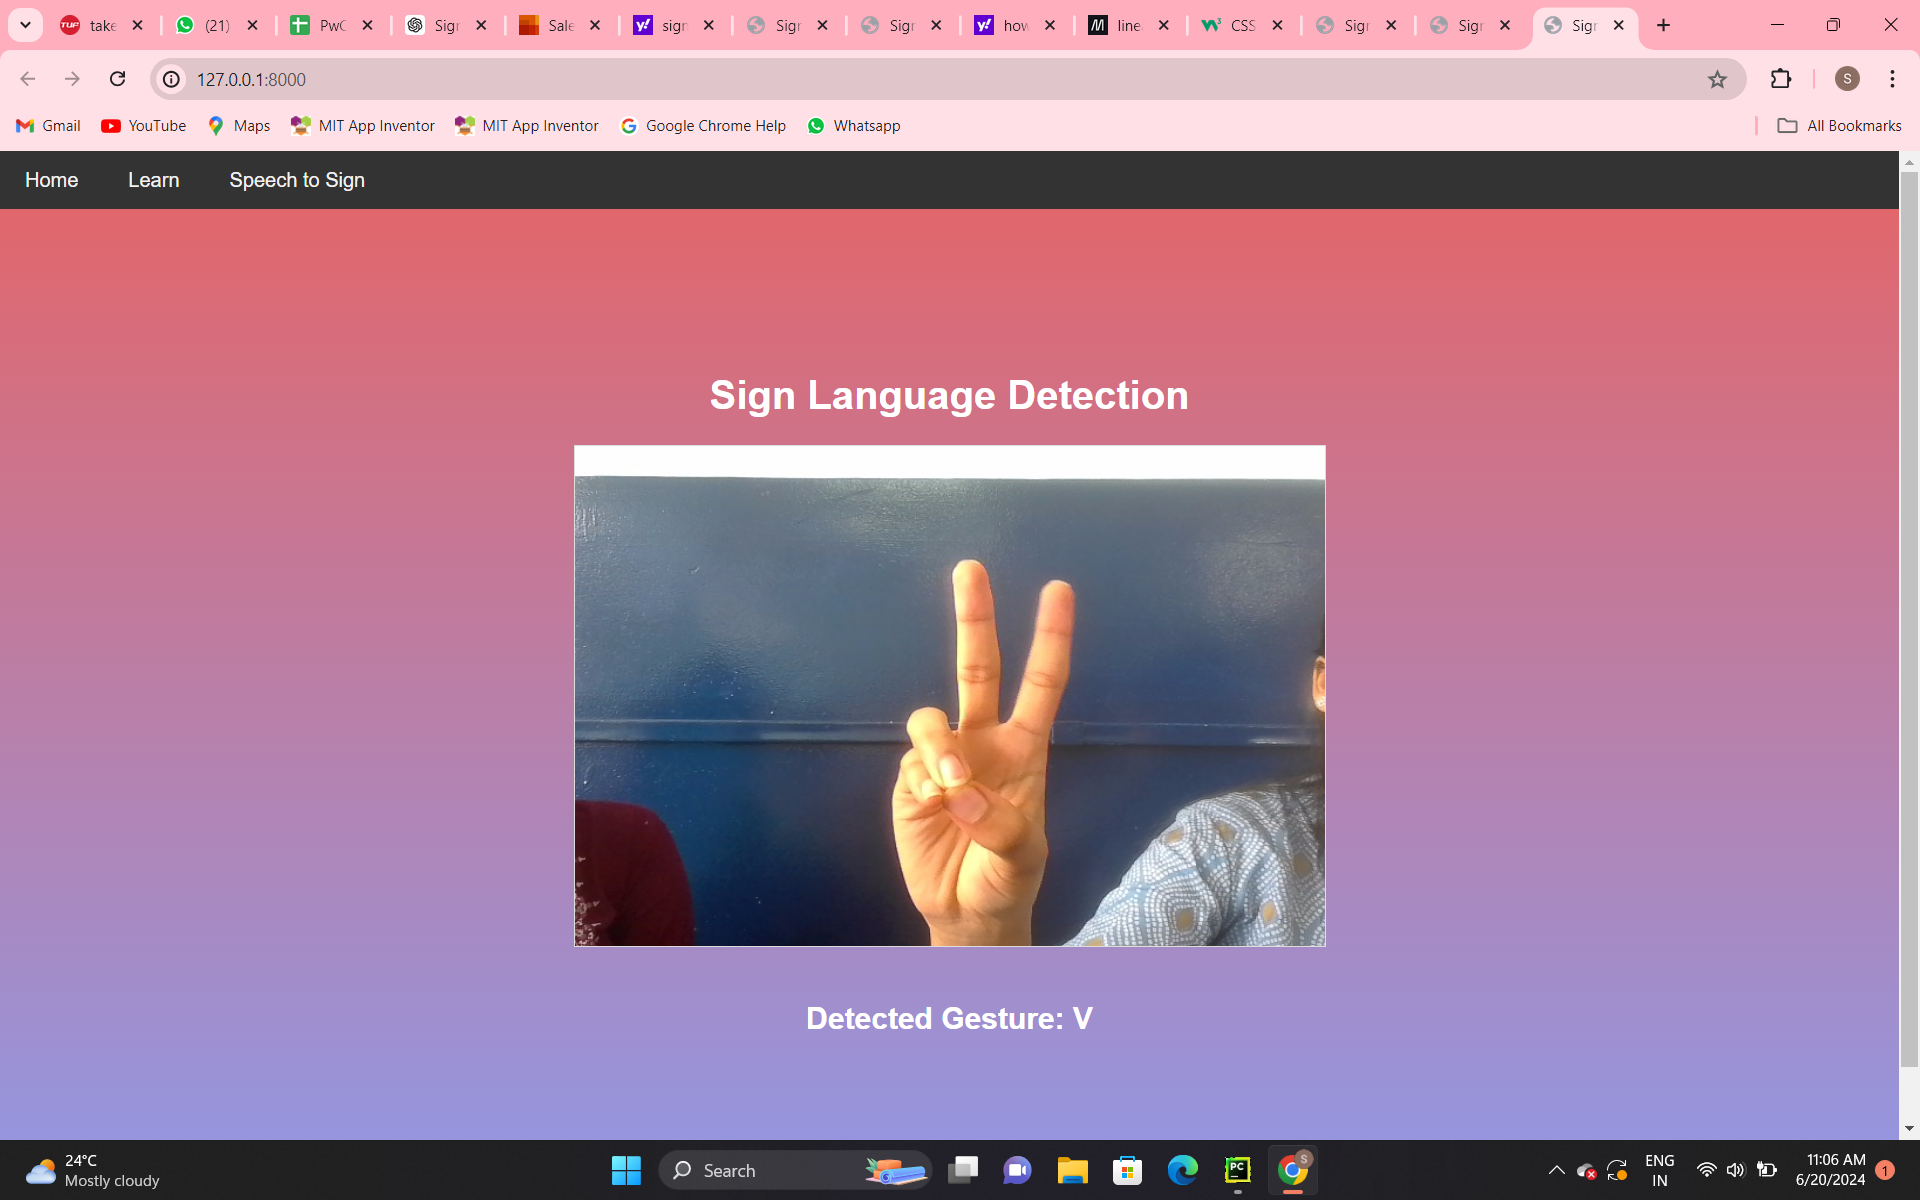 take
(21)
PwC
Sign
Sale
sign
Sign
Sign
how
line
CSS
Sign
Sign
Sign
127.0.0.1:8000
S
Gmail
YouTube
Maps
MIT App Inventor
MIT App Inventor
Google Chrome Help
Whatsapp
All Bookmarks
Home
Learn
Speech to Sign
Sign Language Detection
Detected Gesture: V
24°C
Mostly cloudy
Search
PC
S
ENG
IN
11:06 AM
6/20/2024
1